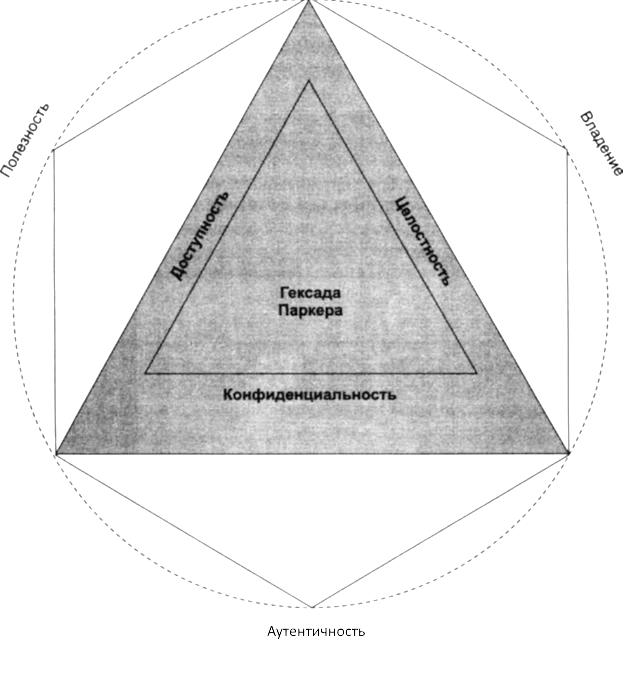 Полезность
Владение
Доступность
Целостность
Гексада
Паркера
Конфиденциальность
Аутентичность